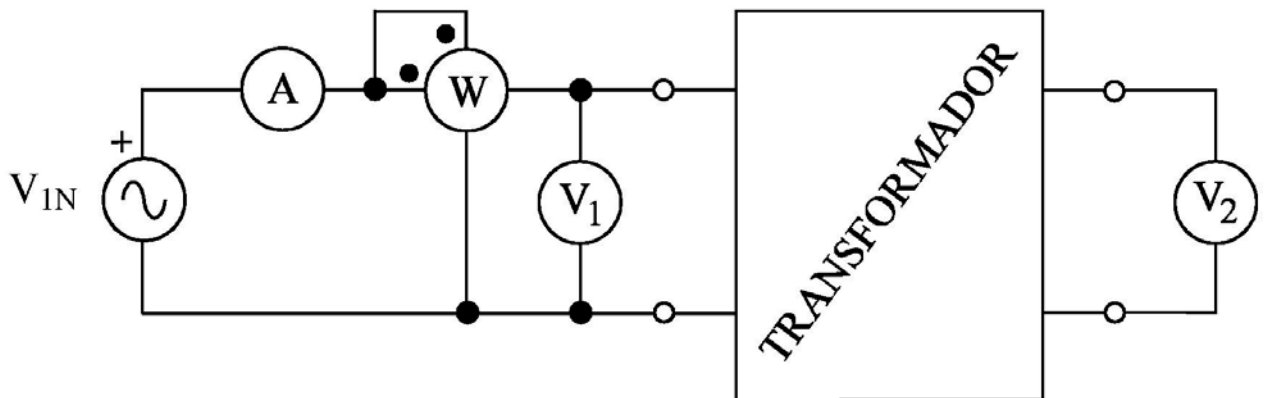 A
W
+
V1N
V1
TRANSFORMADOR
V2